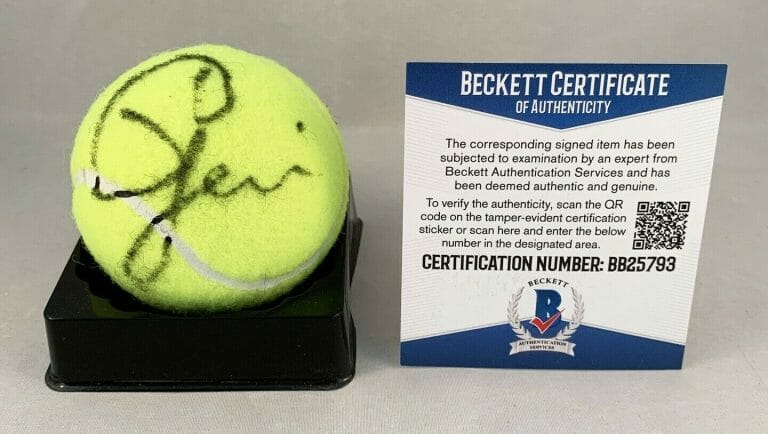 BECKETT CERTIFICATE
OF AUTHENTICITY
The corresponding signed item has been
subjected to examination by an expert from
Beckett Authentication Services and has
been deemed authentic and genuine.
To verify the authenticity, scan the QR
code on the tamper-evident certification
sticker or scan here and enter the below
number in the designated area.
CERTIFICATION NUMBER: BB25793
BECKETT
B
AUTHENTICATION
SERVICES